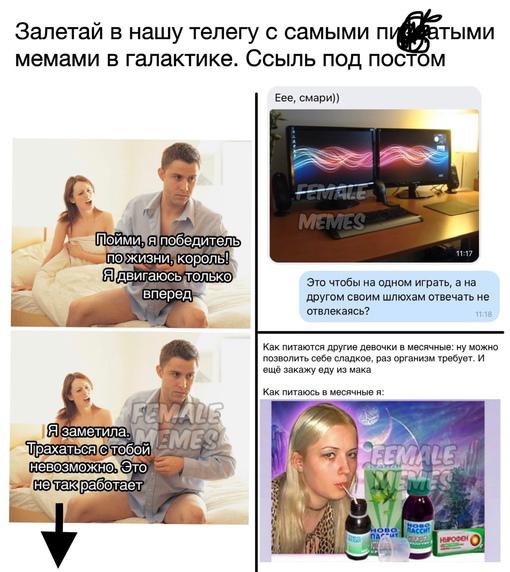 Залетай в нашу телегу с самыми пи атыми
мемами в галактике. Ссыль под постом
Пойми, я победитель
по жизни, король!
Я двигаюсь только
вперед
Я заметила.
Трахаться с тобой
невозможно. Это
не так работает
FEMALE
MEMES
Еее, смари))
FEMALE
MEMES
11:17
Это чтобы на одном играть, а на
другом своим шлюхам отвечать не
отвлекаясь?
11:18
Как питаются другие девочки в месячные: ну можно
позволить себе сладкое, раз организм требует. И
ещё закажу еду из мака
Как питаюсь в месячные я:
FEMALE
MEMES
НОВО
ПАССИТ
НОВО
ПАССИТ
НУРОФЕН